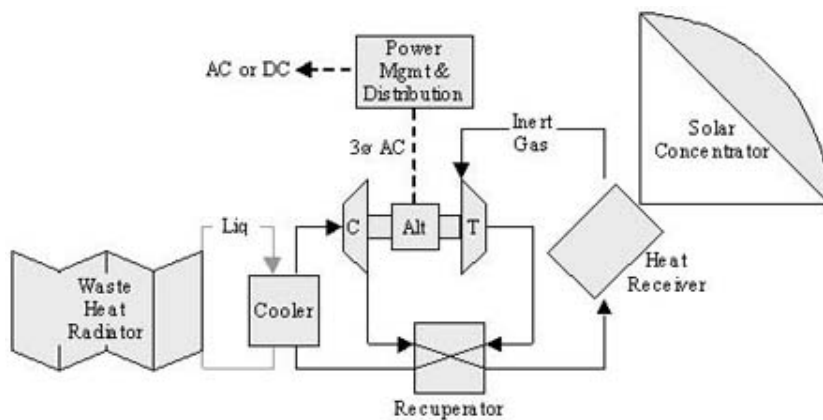 Power
Mgmt &
Distribution
AC or DC
3ø AC
Inert
Gas
Solar
Concentrator
C
Alt
T
Liq
Waste
Heat
Radiator
Cooler
Heat
Receiver
Recuperator